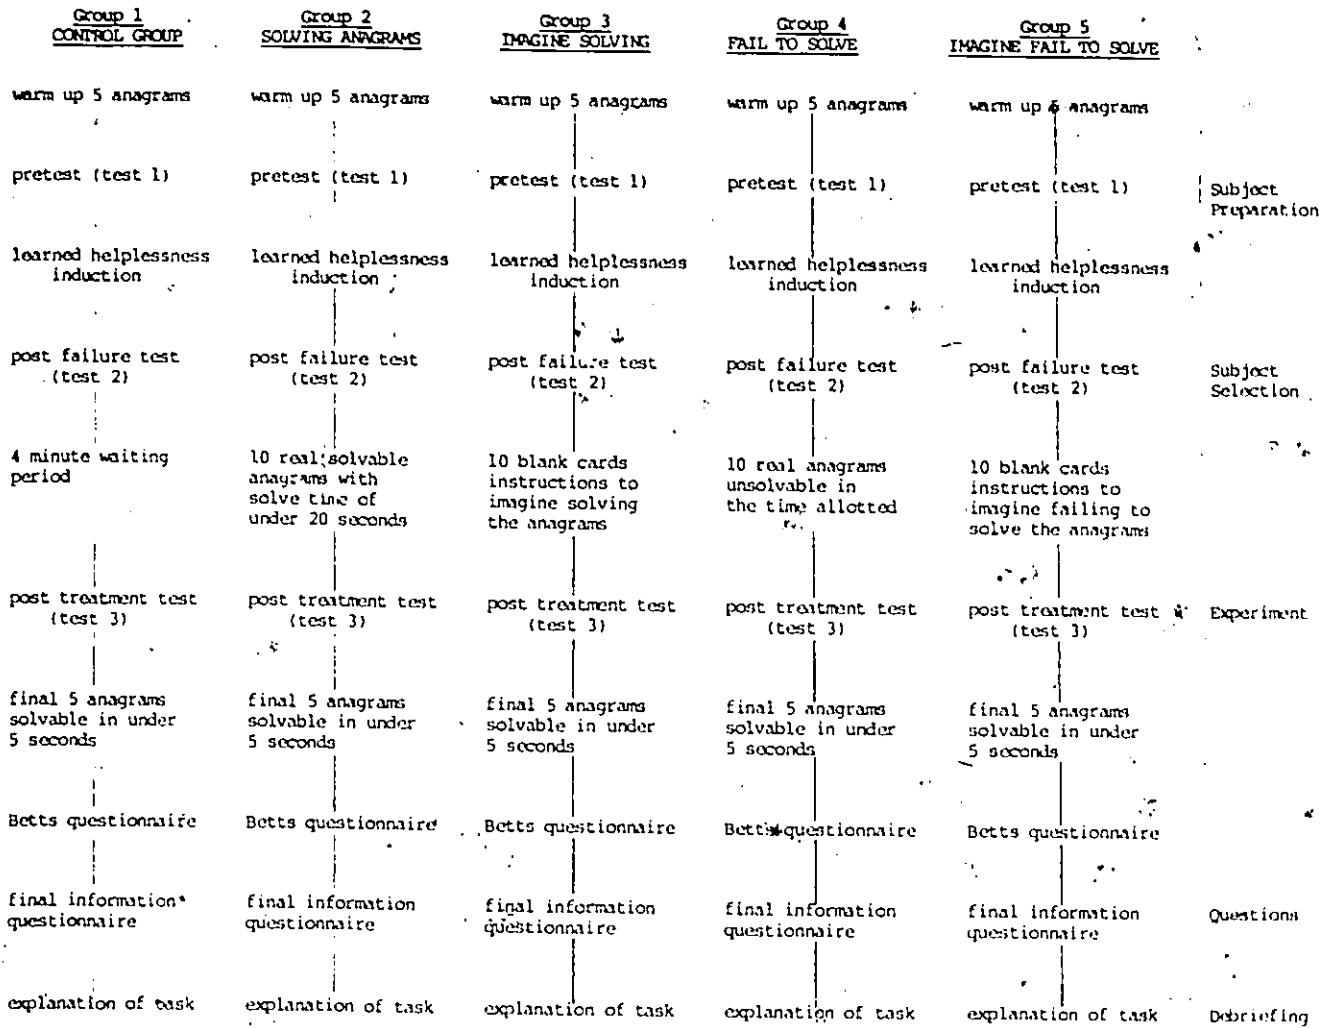 Group 1
CONTROL GROUP
Group 2
SOLVING ANAGRAMS
Group 3
IMAGINE SOLVING
Group 4
FAIL TO SOLVE
Group 5
IMAGINE FAIL TO SOLVE
warm up 5 anagrams
warm up 5 anagrams
warm up 5 anagrams
warm up 5 anagrams
warm up 5 anagrams
pretest (test 1)
pretest (test 1)
pretest (test 1)
pretest (test 1)
pretest (test 1)
Subject
Preparation
learned helplessness
induction
learned helplessness
induction
learned helplessness
induction
learned helplessness
induction
learned helplessness
induction
post failure test
(test 2)
post failure test
(test 2)
post failure test
(test 2)
post failure test
(test 2)
post failure test
(test 2)
Subject
Selection
4 minute waiting
period
10 real solvable
anagrams with
solve time of
under 20 seconds
10 blank cards
instructions to
imagine solving
the anagrams
10 real anagrams
unsolvable in
the time allotted
10 blank cards
instructions to
imagine failing to
solve the anagrams
post treatment test
(test 3)
post treatment test
(test 3)
post treatment test
(test 3)
post treatment test
(test 3)
post treatment test
(test 3)
Experiment
final 5 anagrams
solvable in under
5 seconds
final 5 anagrams
solvable in under
5 seconds
final 5 anagrams
solvable in under
5 seconds
final 5 anagrams
solvable in under
5 seconds
final 5 anagrams
solvable in under
5 seconds
Betts questionnaire
Betts questionnaire
Betts questionnaire
Betts questionnaire
Betts questionnaire
final information
questionnaire
final information
questionnaire
final information
questionnaire
final information
questionnaire
final information
questionnaire
Questions
explanation of task
explanation of task
explanation of task
explanation of task
explanation of task
Debriefing